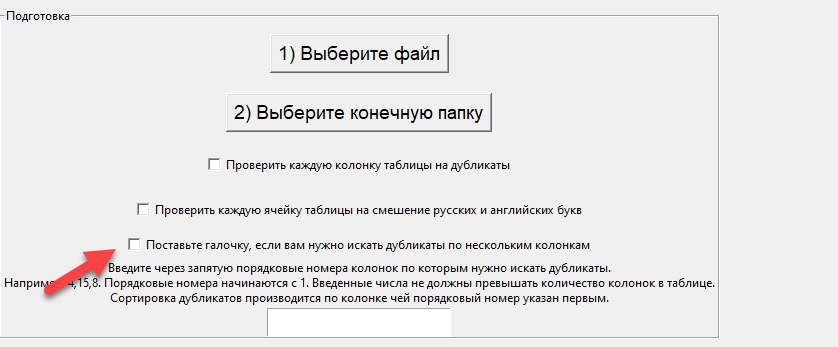 Подготовка
1) Выберите файл
2) Выберите конечную папку
Проверить каждую колонку таблицы на дубликаты
Проверить каждую ячейку таблицы на смешение русских и английских букв
Поставьте галочку, если вам нужно искать дубликаты по нескольким колонкам
Введите через запятую порядковые номера колонок по которым нужно искать дубликаты.
4,15,8. Порядковые номера начинаются с 1. Введенные числа не должны превышать количество колонок в таблице.
Сортировка дубликатов производится по колонке чей порядковый номер указан первым.